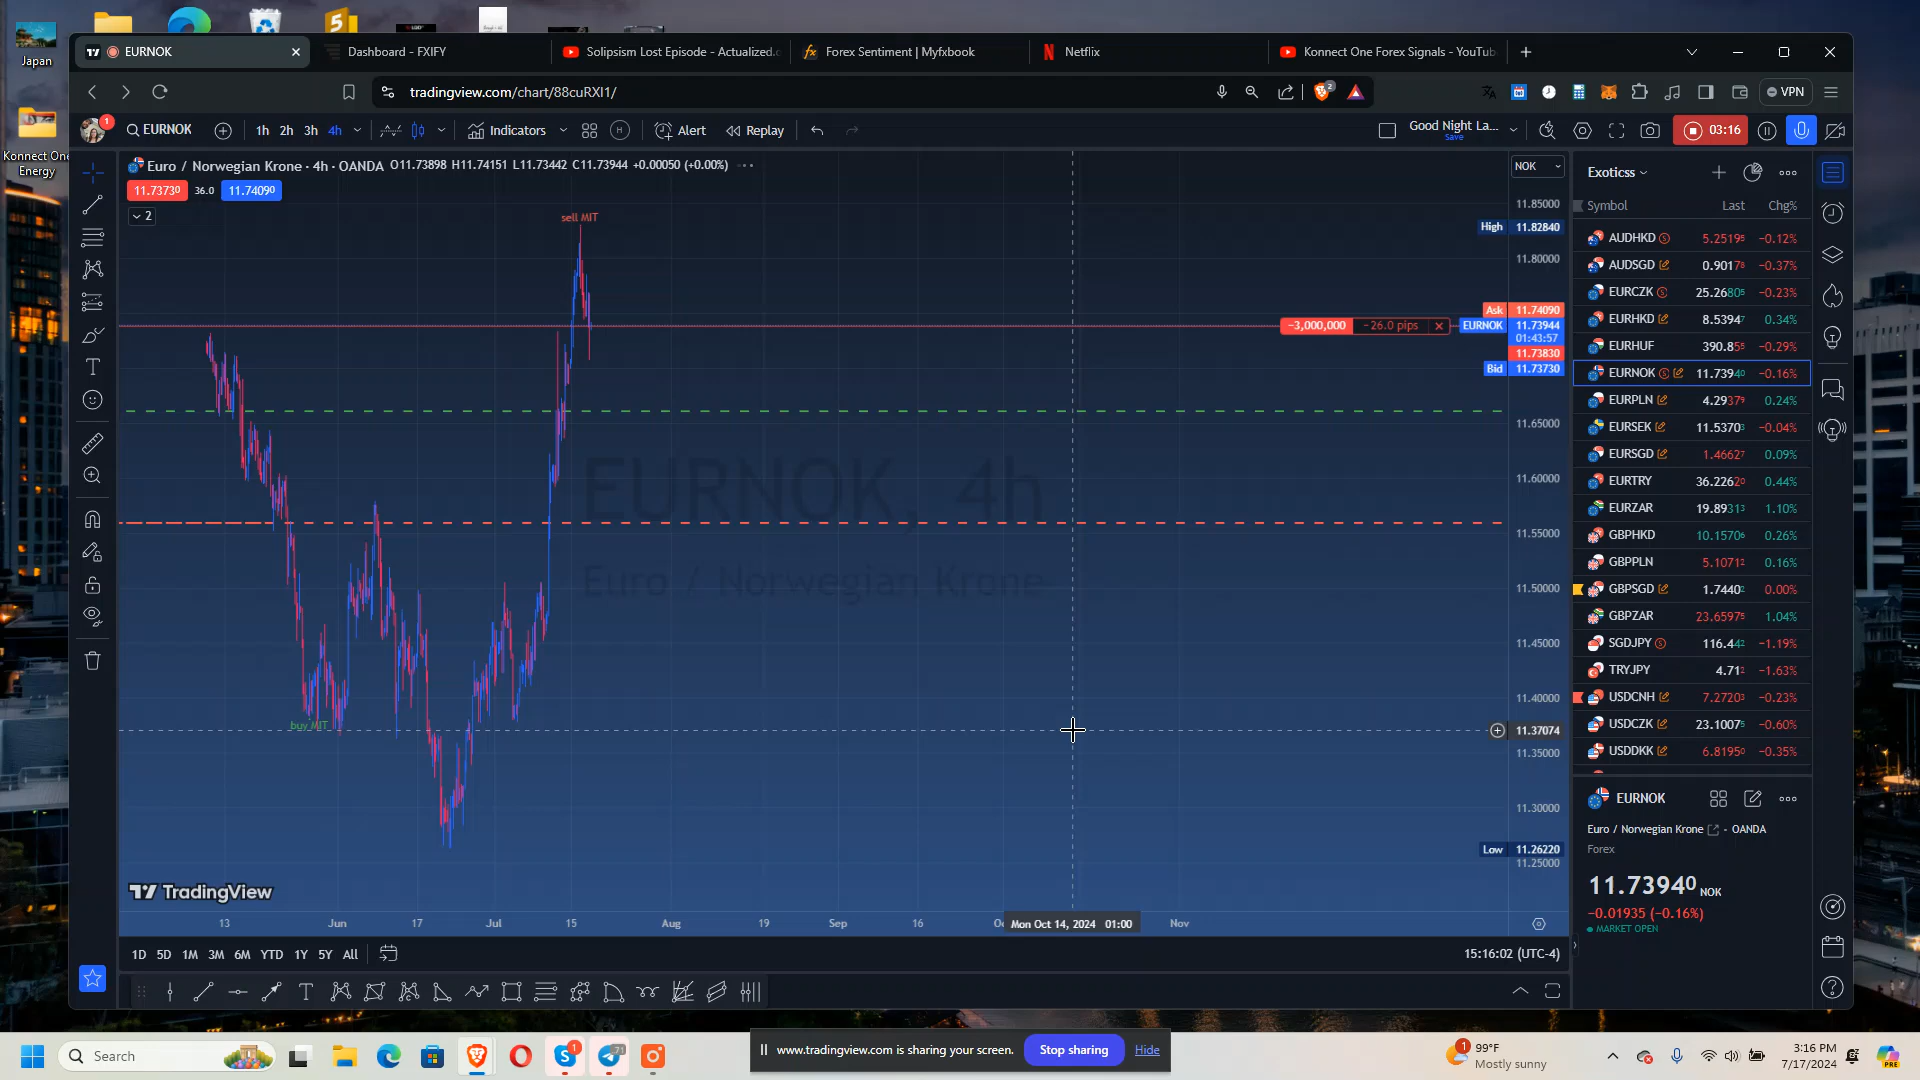 Japan
Konnect One
Energy
EURNOK
Dashboard - FXIFY
Solipsism Lost Episode - Actualized.o
Forex Sentiment | Myfxbook
Netflix
Konnect One Forex Signals - YouTub
tradingview.com/chart/88cuRXI1/
2
VPN
1
EURNOK
1h 2h 3h 4h
Indicators
H
Alert
Replay
Good Night La...
Save
03:16
Euro / Norwegian Krone · 4h · OANDA O11.73898 H11.74151 L11.73442 C11.73944 +0.00050 (+0.00%)
11.73730 36.0 11.74090
2
NOK
sell MIT
buy MIT
EURNOK, 4h
Euro / Norwegian Krone
-3,000,000 -26.0 pips
11.85000
High 11.82840
11.80000
Ask 11.74090
EURNOK 11.73944
01:43:57
11.73830
Bid 11.73730
11.65000
11.60000
11.55000
11.50000
11.45000
11.40000
11.37074
11.35000
11.30000
Low 11.26220
11.25000
TradingView
13 Jun 17 Jul 15 Aug 19 Sep 16 Oc Mon Oct 14, 2024 01:00 Nov
1D 5D 1M 3M 6M YTD 1Y 5Y All
15:16:02 (UTC-4)
Exoticss
Symbol Last Chg%
AUDHKD 5.25195 -0.12%
AUDSGD 0.90178 -0.37%
EURCZK 25.26805 -0.23%
EURHKD 8.53947 0.34%
EURHUF 390.855 -0.29%
EURNOK 11.73940 -0.16%
EURPLN 4.29379 0.24%
EURSEK 11.53703 -0.04%
EURSGD 1.46627 0.09%
EURTRY 36.22620 0.44%
EURZAR 19.89313 1.10%
GBPHKD 10.15706 0.26%
GBPPLN 5.10712 0.16%
GBPSGD 1.74402 0.00%
GBPZAR 23.65975 1.04%
SGDJPY 116.442 -1.19%
TRYJPY 4.712 -1.63%
USDCNH 7.27203 -0.23%
USDCZK 23.10075 -0.60%
USDDKK 6.81950 -0.35%
EURNOK
Euro / Norwegian Krone - OANDA
Forex
11.73940 NOK
-0.01935 (-0.16%)
MARKET OPEN
Search
www.tradingview.com is sharing your screen.
Stop sharing
Hide
1
71
1
99°F
Mostly sunny
3:16 PM
7/17/2024
PRE